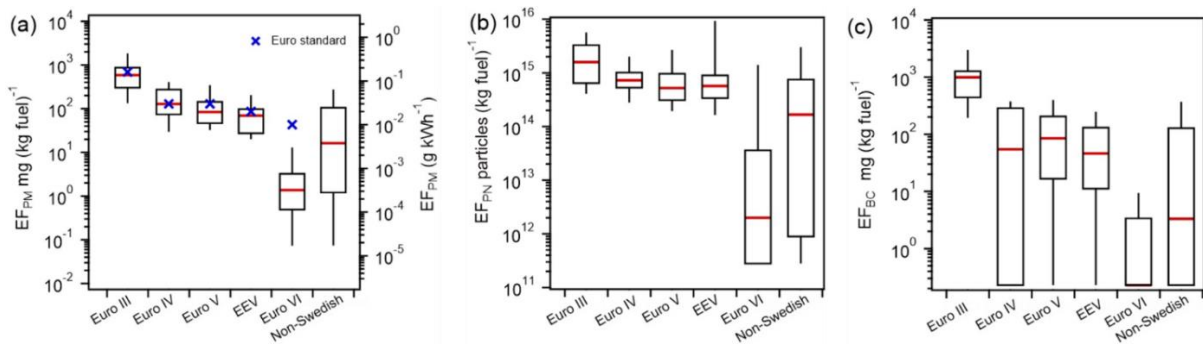 (a)
10^4
10^3
10^2
10^1
10^0
10^-1
10^-2
EF_PM mg (kg fuel)^-1
× Euro standard
10^0
10^-1
10^-2
10^-3
10^-4
10^-5
EF_PM (g kWh^-1)
Euro III
Euro IV
Euro V
EEV
Euro VI
Non-Swedish
(b)
10^16
10^15
10^14
10^13
10^12
10^11
EF_PN particles (kg fuel)^-1
Euro III
Euro IV
Euro V
EEV
Euro VI
Non-Swedish
(c)
10^4
10^3
10^2
10^1
10^0
EF_BC mg (kg fuel)^-1
Euro III
Euro IV
Euro V
EEV
Euro VI
Non-Swedish